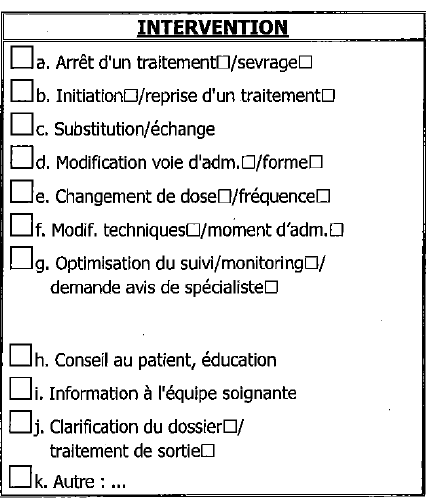 INTERVENTION
☐a. Arrêt d'un traitement☐/sevrage☐
☐b. Initiation☐/reprise d'un traitement☐
☐c. Substitution/échange
☐d. Modification voie d'adm.☐/forme☐
☐e. Changement de dose☐/fréquence☐
☐f. Modif. techniques☐/moment d'adm.☐
☐g. Optimisation du suivi/monitoring☐/
demande avis de spécialiste☐
☐h. Conseil au patient, éducation
☐i. Information à l'équipe soignante
☐j. Clarification du dossier☐/
traitement de sortie☐
☐k. Autre : ...